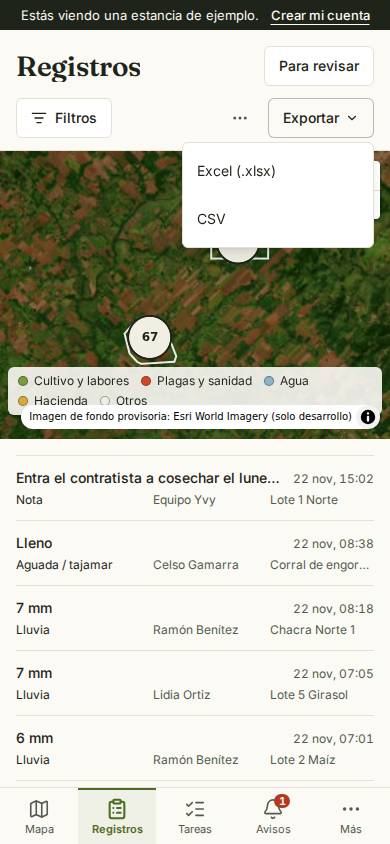 Estás viendo una estancia de ejemplo. Crear mi cuenta
Registros Para revisar
Filtros ... Exportar
Excel (.xlsx)
CSV
67
Cultivo y labores Plagas y sanidad Agua
Hacienda Otros
Imagen de fondo provisoria: Esri World Imagery (solo desarrollo)
Entra el contratista a cosechar el lune... 22 nov, 15:02
Nota Equipo Yvy Lote 1 Norte
Lleno 22 nov, 08:38
Aguada / tajamar Celso Gamarra Corral de engor...
7 mm 22 nov, 08:18
Lluvia Ramón Benítez Chacra Norte 1
7 mm 22 nov, 07:05
Lluvia Lidia Ortiz Lote 5 Girasol
6 mm 22 nov, 07:01
Lluvia Ramón Benítez Lote 2 Maíz
1
Mapa Registros Tareas Avisos Más